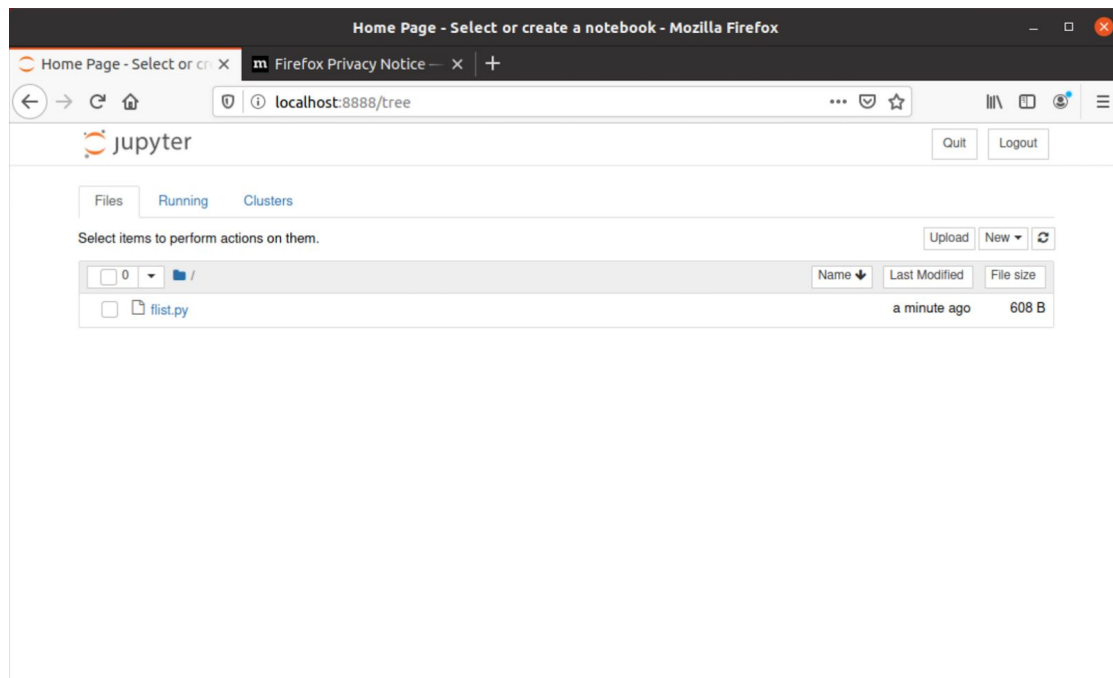 Home Page - Select or create a notebook - Mozilla Firefox
Home Page - Select or cr Firefox Privacy Notice —
localhost:8888/tree
jupyter Quit Logout
Files Running Clusters
Select items to perform actions on them. Upload New
0 / Name Last Modified File size
flist.py a minute ago 608 B